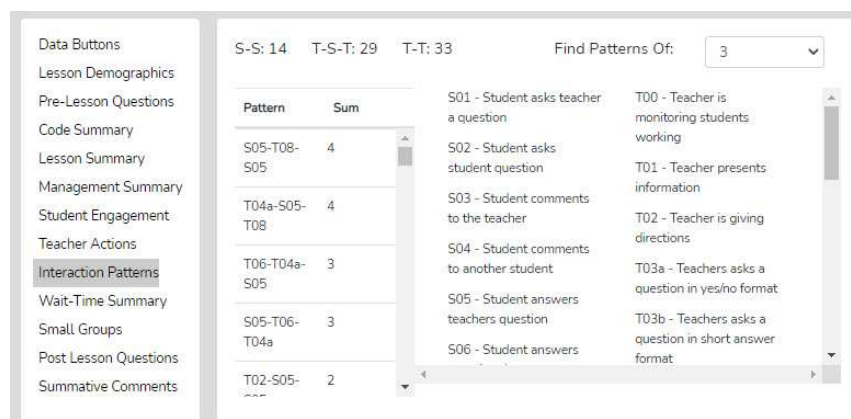 Data Buttons
Lesson Demographics
Pre-Lesson Questions
Code Summary
Lesson Summary
Management Summary
Student Engagement
Teacher Actions
Interaction Patterns
Wait-Time Summary
Small Groups
Post Lesson Questions
Summative Comments
S-S: 14 T-S-T: 29 T-T: 33 Find Patterns Of: 3
Pattern Sum
S05-T08-
S05 4
T04a-S05-
T08 4
T06-T04a-
S05 3
S05-T06-
T04a 3
T02-S05- 2
S01 - Student asks teacher
a question
S02 - Student asks
student question
S03 - Student comments
to the teacher
S04 - Student comments
to another student
S05 - Student answers
teachers question
S06 - Student answers
T00 - Teacher is
monitoring students
working
T01 - Teacher presents
information
T02 - Teacher is giving
directions
T03a - Teachers asks a
question in yes/no format
T03b - Teachers asks a
question in short answer
format